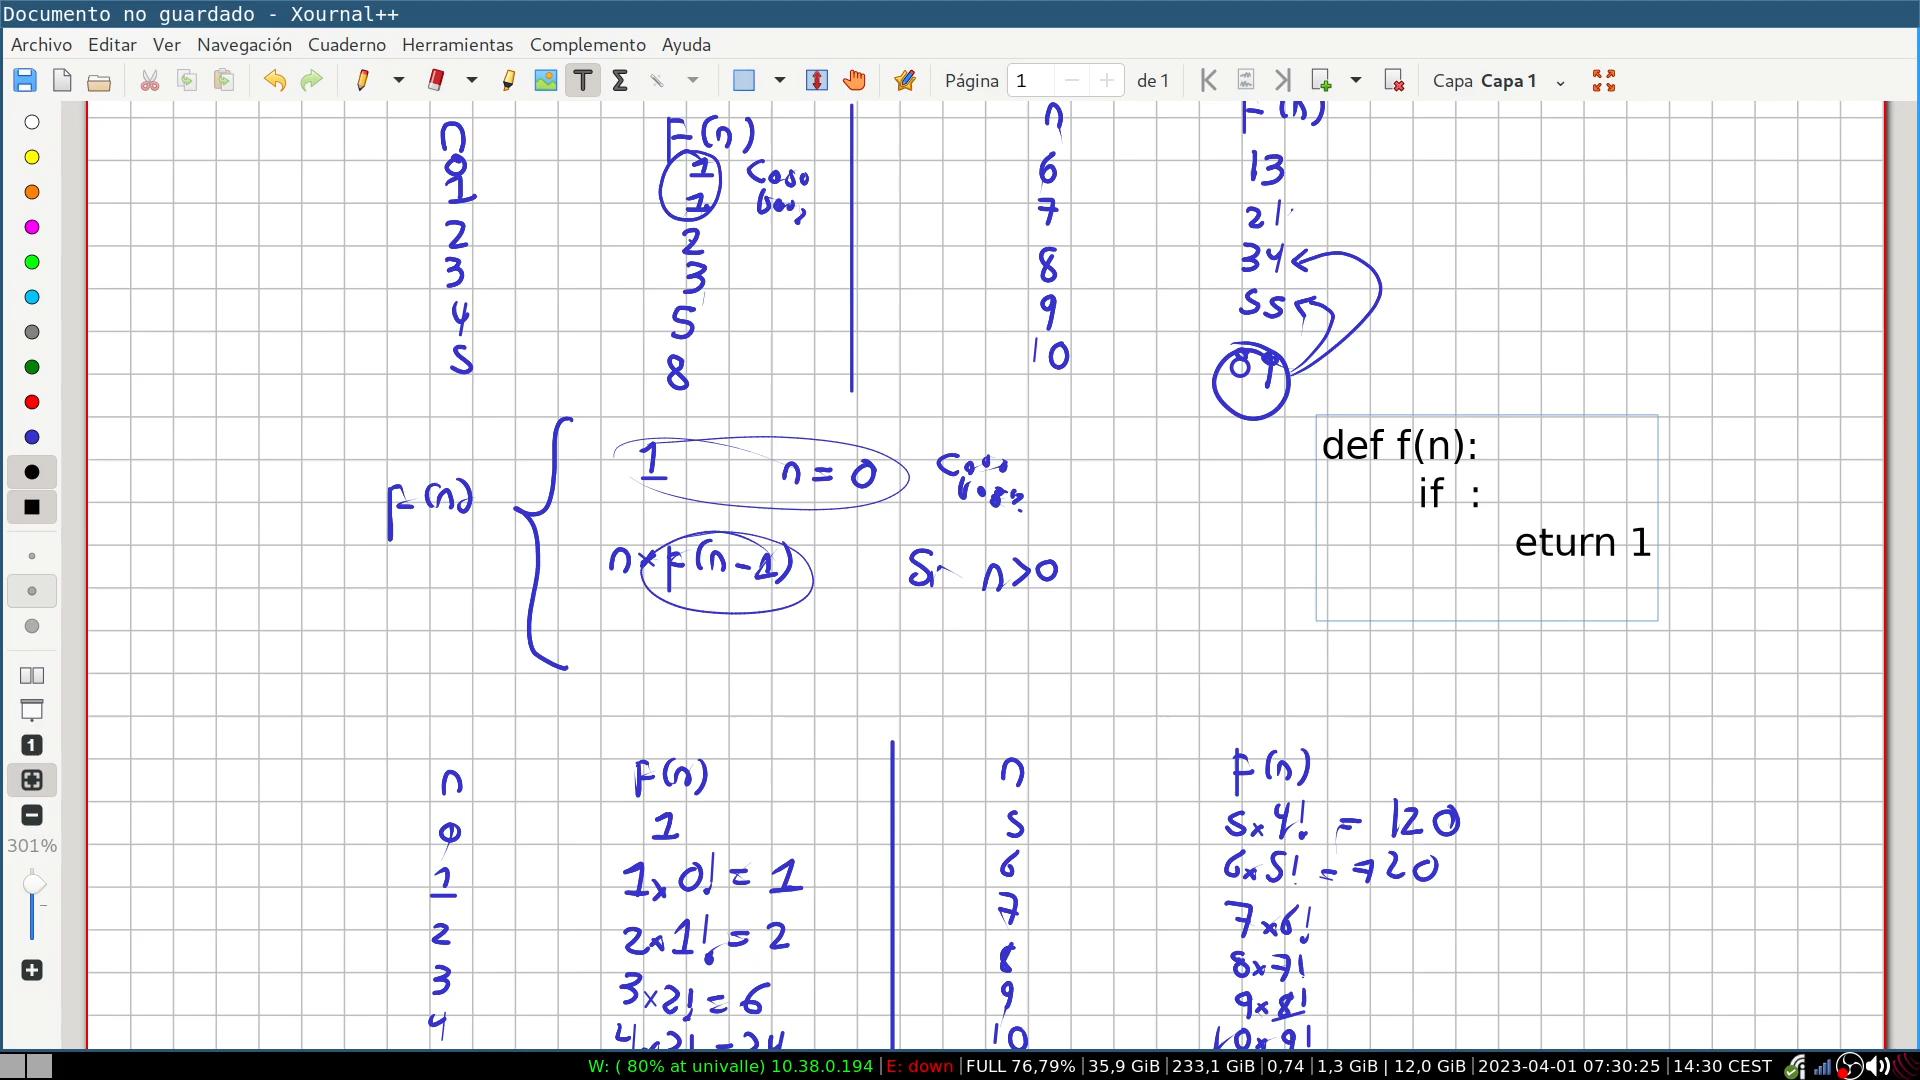 Documento no guardado - Xournal++
Archivo Editar Ver Navegación Cuaderno Herramientas Complemento Ayuda
Página 1 de 1 Capa Capa 1
n F(n) n F(n)
0 1 Caso 6 13
1 1 7 21
2 2 8 34
3 3 9 55
4 5 10 89
5 8
def f(n):
if :
eturn 1
F(n)
1 n = 0 Caso
n×F(n-1) Si n>0
n F(n) n F(n)
0 1 5 5×4! = 120
1 1×0! = 1 6 6×5! = 720
2 2×1! = 2 7 7×6!
3 3×2! = 6 8 8×7!
4 4×3! = 24 9 9×8!
10 10×9!
301%
W: ( 80% at univalle) 10.38.0.194 |E: down |FULL 76,79% |35,9 GiB |233,1 GiB |0,74 |1,3 GiB | 12,0 GiB |2023-04-01 07:30:25 |14:30 CEST